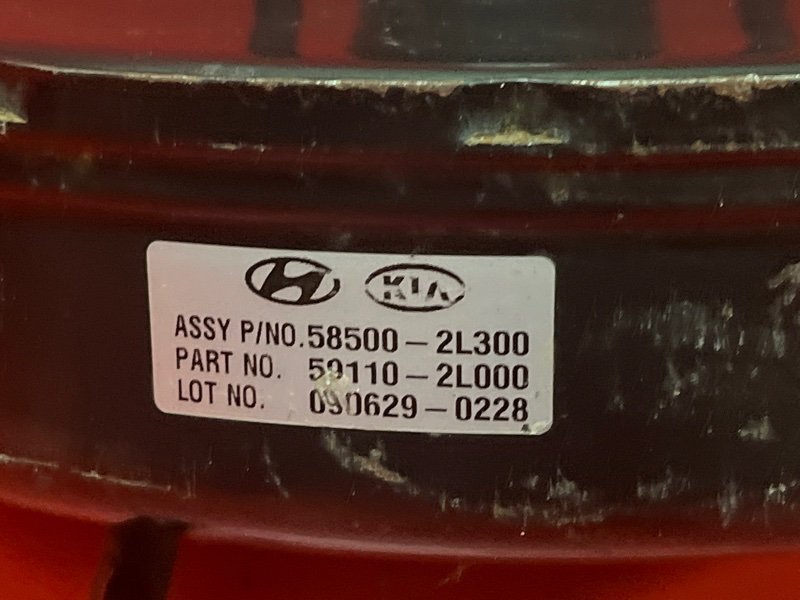 KIA
ASSY P/NO. 58500-2L300
PART NO. 59110-2L000
LOT NO. 090629-0228